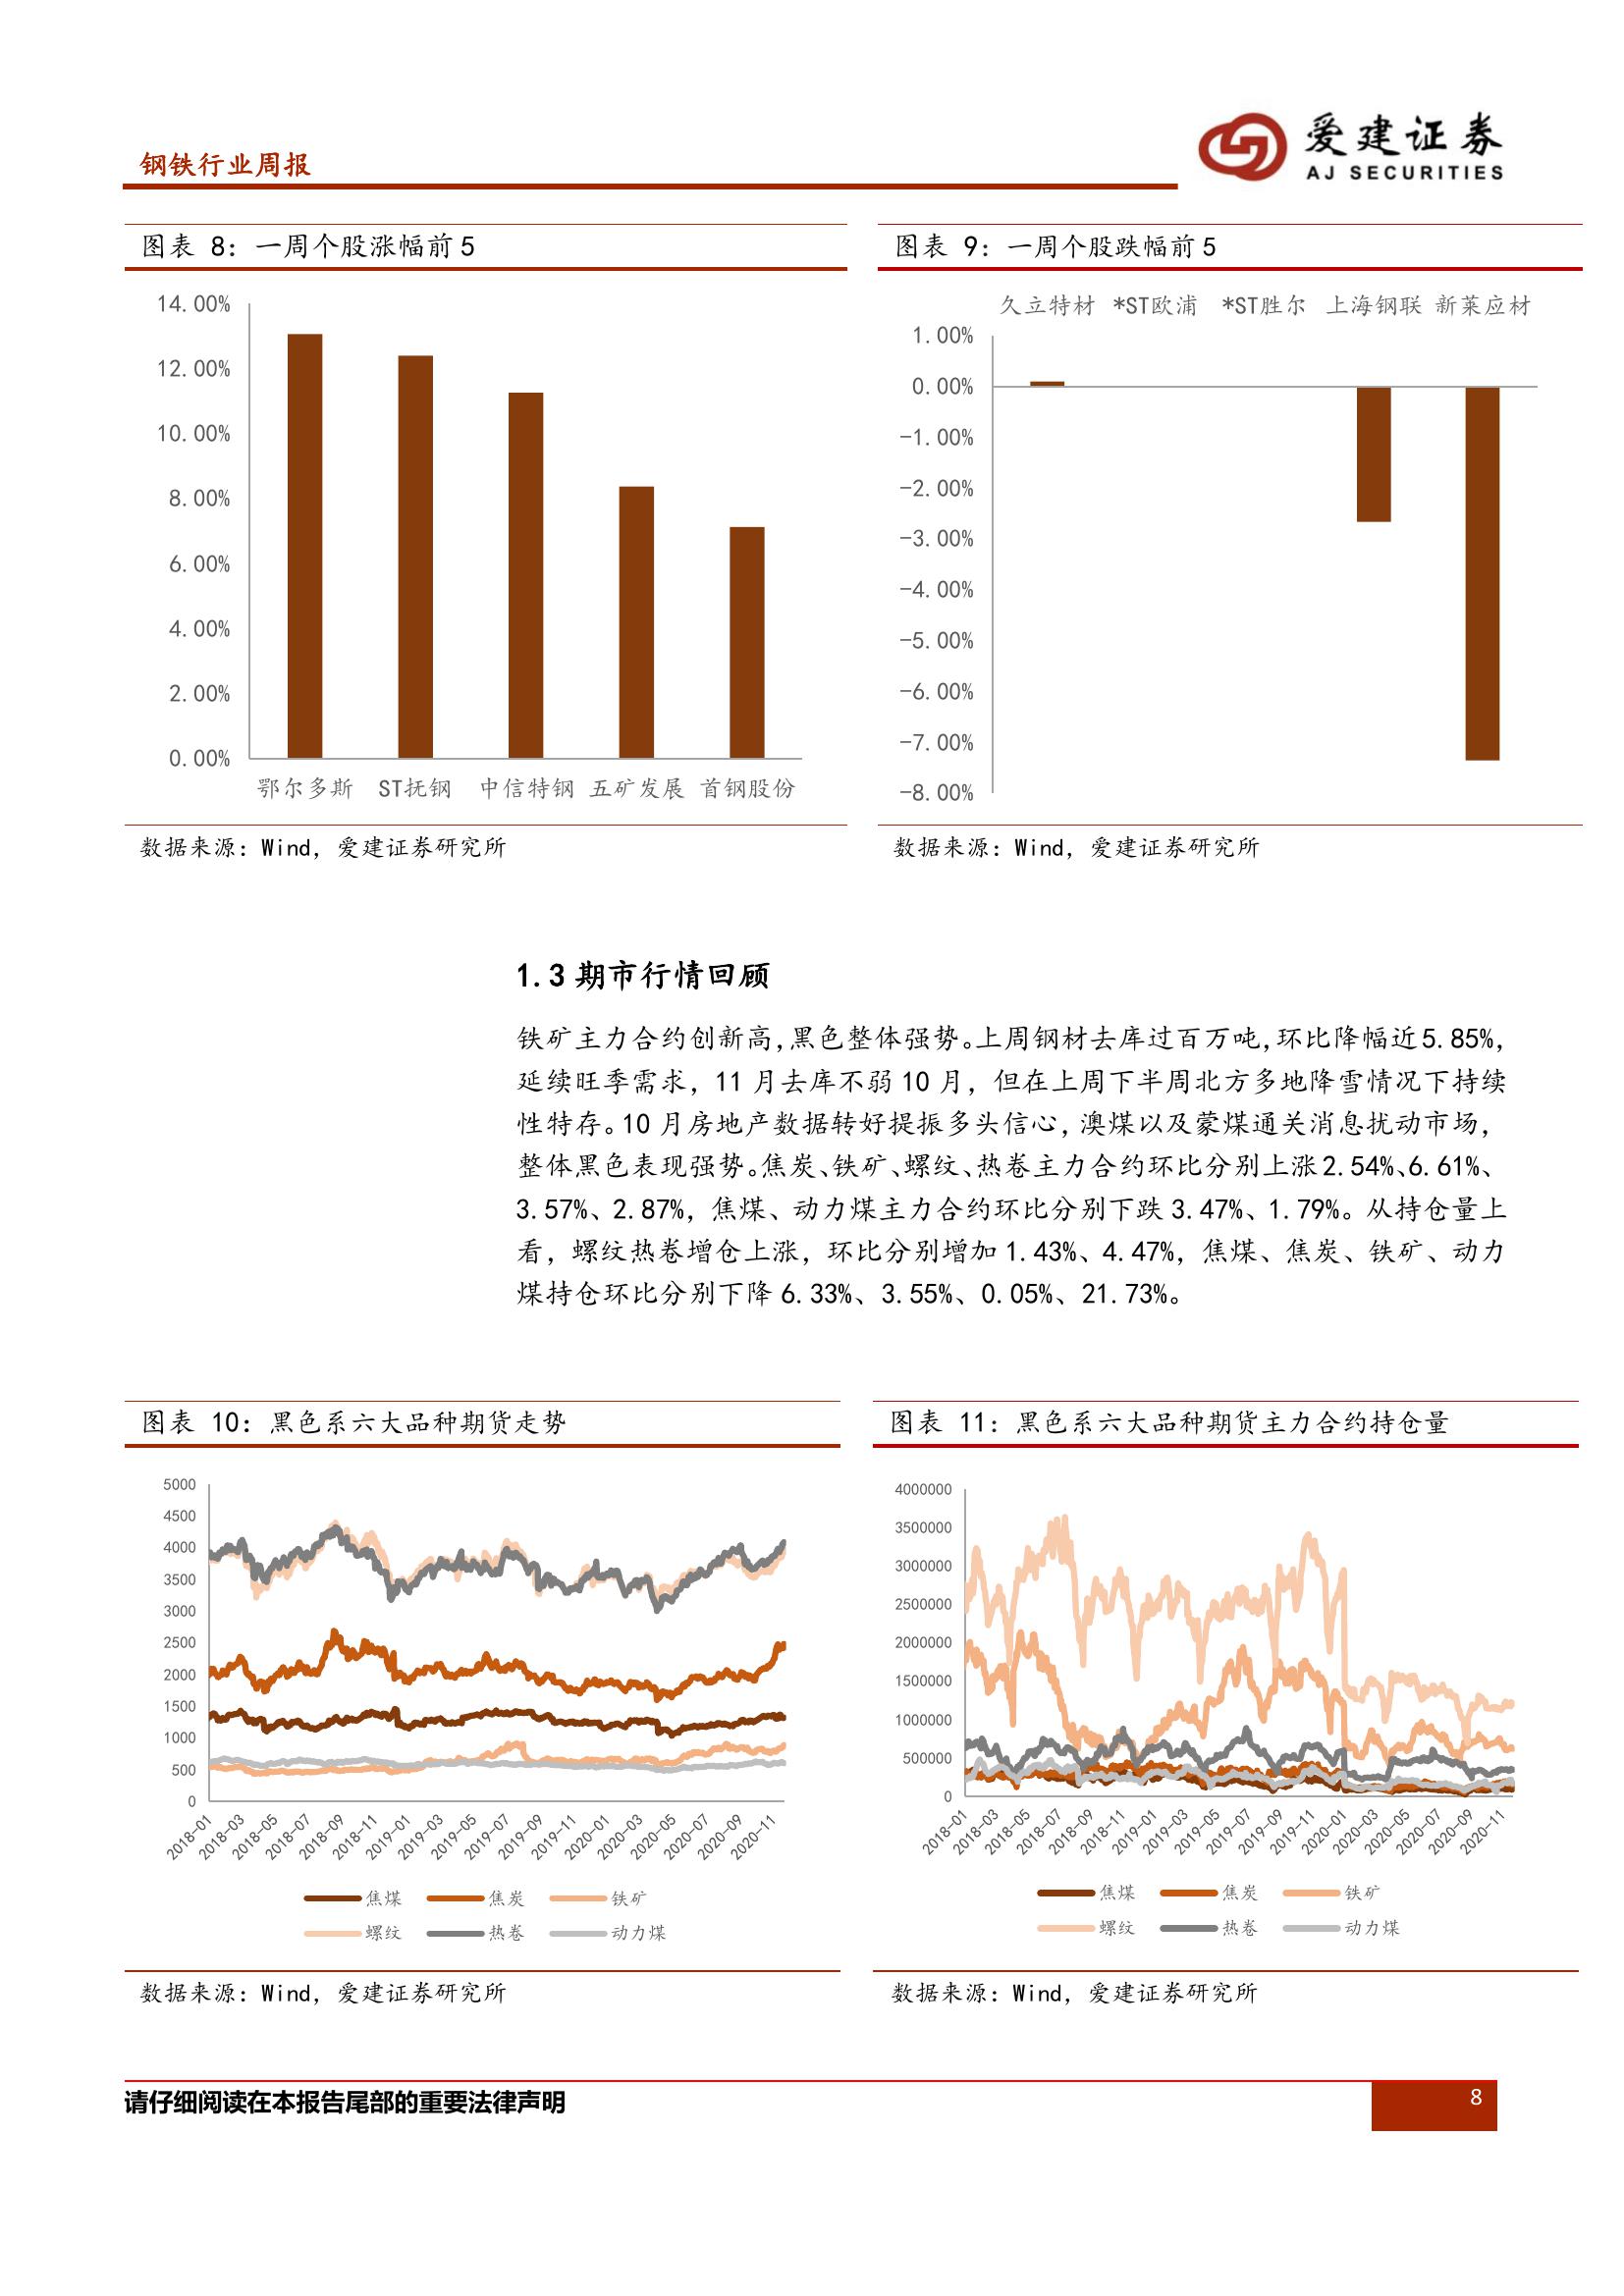 钢铁行业周报
爱建证券
AJ SECURITIES
图表 8：一周个股涨幅前 5
14.00%
12.00%
10.00%
8.00%
6.00%
4.00%
2.00%
0.00%
鄂尔多斯 ST抚钢 中信特钢 五矿发展 首钢股份
数据来源：Wind，爱建证券研究所
图表 9：一周个股跌幅前 5
久立特材 *ST欧浦 *ST胜尔 上海钢联 新莱应材
1.00%
0.00%
-1.00%
-2.00%
-3.00%
-4.00%
-5.00%
-6.00%
-7.00%
-8.00%
数据来源：Wind，爱建证券研究所
1.3 期市行情回顾
铁矿主力合约创新高，黑色整体强势。上周钢材去库过百万吨，环比降幅近 5.85%，
延续旺季需求，11 月去库不弱 10 月，但在上周下半周北方多地降雪情况下持续
性特存。10 月房地产数据转好提振多头信心，澳煤以及蒙煤通关消息扰动市场，
整体黑色表现强势。焦炭、铁矿、螺纹、热卷主力合约环比分别上涨 2.54%、6.61%、
3.57%、2.87%，焦煤、动力煤主力合约环比分别下跌 3.47%、1.79%。从持仓量上
看，螺纹热卷增仓上涨，环比分别增加 1.43%、4.47%，焦煤、焦炭、铁矿、动力
煤持仓环比分别下降 6.33%、3.55%、0.05%、21.73%。
图表 10：黑色系六大品种期货走势
5000
4500
4000
3500
3000
2500
2000
1500
1000
500
0
2018-01 2018-03 2018-05 2018-07 2018-09 2018-11 2019-01 2019-03 2019-05 2019-07 2019-09 2019-11 2020-01 2020-03 2020-05 2020-07 2020-09 2020-11
焦煤 焦炭 铁矿
螺纹 热卷 动力煤
数据来源：Wind，爱建证券研究所
图表 11：黑色系六大品种期货主力合约持仓量
4000000
3500000
3000000
2500000
2000000
1500000
1000000
500000
0
2018-01 2018-03 2018-05 2018-07 2018-09 2018-11 2019-01 2019-03 2019-05 2019-07 2019-09 2019-11 2020-01 2020-03 2020-05 2020-07 2020-09 2020-11
焦煤 焦炭 铁矿
螺纹 热卷 动力煤
数据来源：Wind，爱建证券研究所
请仔细阅读在本报告尾部的重要法律声明
8